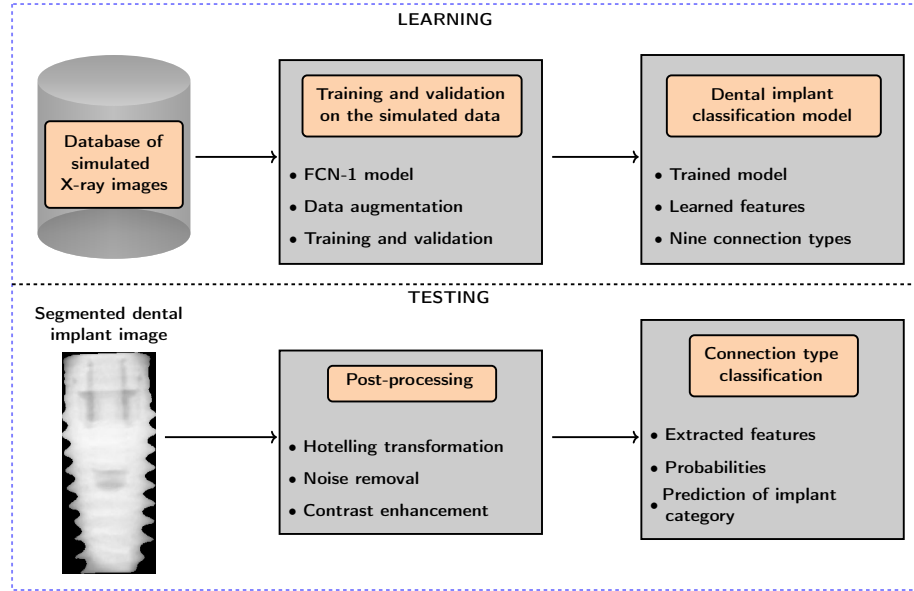 LEARNING
Database of
simulated
X-ray images
Training and validation
on the simulated data
• FCN-1 model
• Data augmentation
• Training and validation
Dental implant
classification model
• Trained model
• Learned features
• Nine connection types
TESTING
Segmented dental
implant image
Post-processing
• Hotelling transformation
• Noise removal
• Contrast enhancement
Connection type
classification
• Extracted features
• Probabilities
• Prediction of implant
category